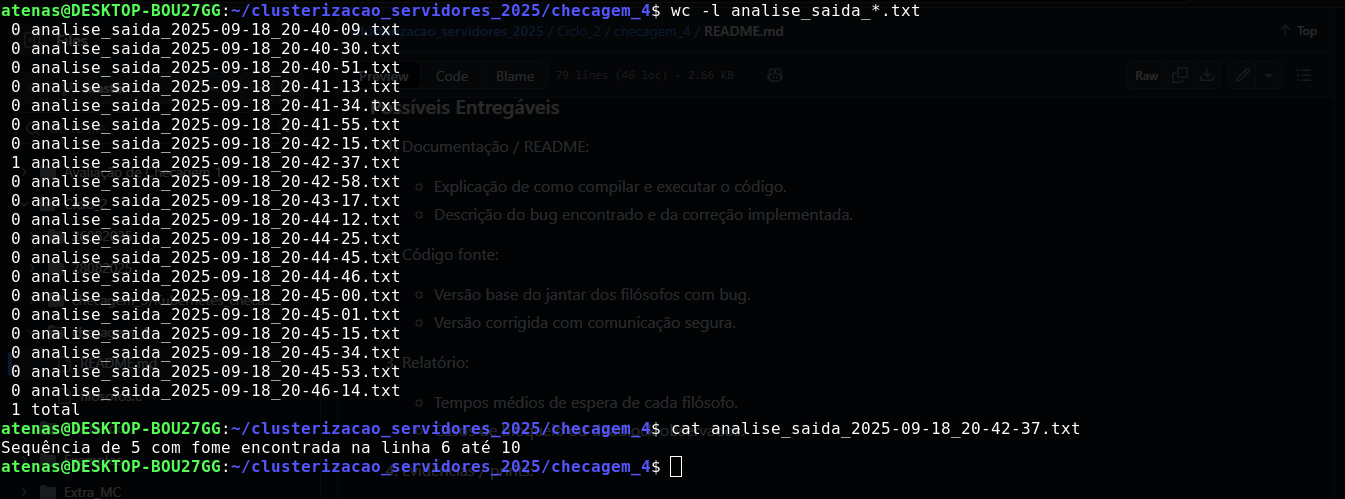 atenas@DESKTOP-BOU27GG:~/clusterizacao_servidores_2025/checagem_4$ wc -l analise_saida_*.txt
0 analise_saida_2025-09-18_20-40-09.txt
0 analise_saida_2025-09-18_20-40-30.txt
0 analise_saida_2025-09-18_20-40-51.txt
0 analise_saida_2025-09-18_20-41-13.txt
0 analise_saida_2025-09-18_20-41-34.txt
0 analise_saida_2025-09-18_20-41-55.txt
0 analise_saida_2025-09-18_20-42-15.txt
1 analise_saida_2025-09-18_20-42-37.txt
0 analise_saida_2025-09-18_20-42-58.txt
0 analise_saida_2025-09-18_20-43-17.txt
0 analise_saida_2025-09-18_20-44-12.txt
0 analise_saida_2025-09-18_20-44-25.txt
0 analise_saida_2025-09-18_20-44-45.txt
0 analise_saida_2025-09-18_20-44-46.txt
0 analise_saida_2025-09-18_20-45-00.txt
0 analise_saida_2025-09-18_20-45-01.txt
0 analise_saida_2025-09-18_20-45-15.txt
0 analise_saida_2025-09-18_20-45-34.txt
0 analise_saida_2025-09-18_20-45-53.txt
0 analise_saida_2025-09-18_20-46-14.txt
1 total
atenas@DESKTOP-BOU27GG:~/clusterizacao_servidores_2025/checagem_4$ cat analise_saida_2025-09-18_20-42-37.txt
Sequência de 5 com fome encontrada na linha 6 até 10
atenas@DESKTOP-BOU27GG:~/clusterizacao_servidores_2025/checagem_4$
servidores_2025 / Ciclo_2 / checagem_4 / README.md
Top
Preview Code Blame 79 lines (46 loc) · 2.66 KB
Raw
Possíveis Entregáveis
Documentação / README:
Explicação de como compilar e executar o código.
Descrição do bug encontrado e da correção implementada.
Código fonte:
Versão base do jantar dos filósofos com bug.
Versão corrigida com comunicação segura.
Relatório:
Tempos médios de espera de cada filósofo.
Extra_MC